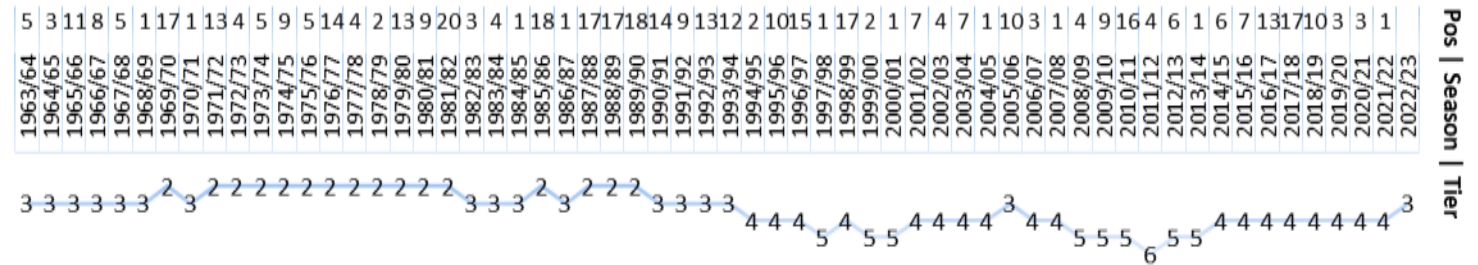 5 3 11 8 5 1 17 1 13 4 5 9 5 14 4 2 13 9 20 3 4 1 18 1 17 17 18 14 9 13 12 2 10 15 1 17 2 1 7 4 7 1 10 3 1 4 9 16 4 6 1 6 7 13 17 10 3 3 1
1963/64 1964/65 1965/66 1966/67 1967/68 1968/69 1969/70 1970/71 1971/72 1972/73 1973/74 1974/75 1975/76 1976/77 1977/78 1978/79 1979/80 1980/81 1981/82 1982/83 1983/84 1984/85 1985/86 1986/87 1987/88 1988/89 1989/90 1990/91 1991/92 1992/93 1993/94 1994/95 1995/96 1996/97 1997/98 1998/99 1999/00 2000/01 2001/02 2002/03 2003/04 2004/05 2005/06 2006/07 2007/08 2008/09 2009/10 2010/11 2011/12 2012/13 2013/14 2014/15 2015/16 2016/17 2017/18 2018/19 2019/20 2020/21 2021/22 2022/23
3 3 3 3 3 3 2 3 2 2 2 2 2 2 2 2 2 2 2 3 3 3 2 3 2 2 2 3 3 3 3 4 4 4 5 4 5 5 4 4 4 4 3 4 4 5 5 5 6 5 5 4 4 4 4 4 4 4 4 3
Pos | Season | Tier